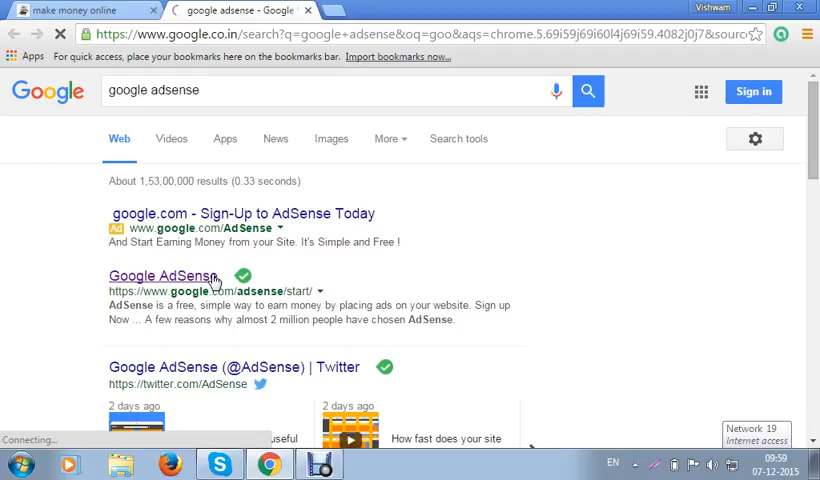 make money online
google adsense - Google
Vishwam
https://www.google.co.in/search?q=google+adsense&oq=goo&aqs=chrome.5.69i59j69i60l4j69i59.4082j0j7&sourc
Apps For quick access, place your bookmarks here on the bookmarks bar. Import bookmarks now...
Google
google adsense
Sign in
Web Videos Apps News Images More Search tools
About 1,53,00,000 results (0.33 seconds)
google.com - Sign-Up to AdSense Today
Ad www.google.com/AdSense
And Start Earning Money from your Site. It's Simple and Free !
Google AdSense
https://www.google.com/adsense/start/
AdSense is a free, simple way to earn money by placing ads on your website. Sign up
Now ... A few reasons why almost 2 million people have chosen AdSense.
Google AdSense (@AdSense) | Twitter
https://twitter.com/AdSense
2 days ago
2 days ago
useful
How fast does your site
Connecting...
Network 19
Internet access
EN
09:59
07-12-2015